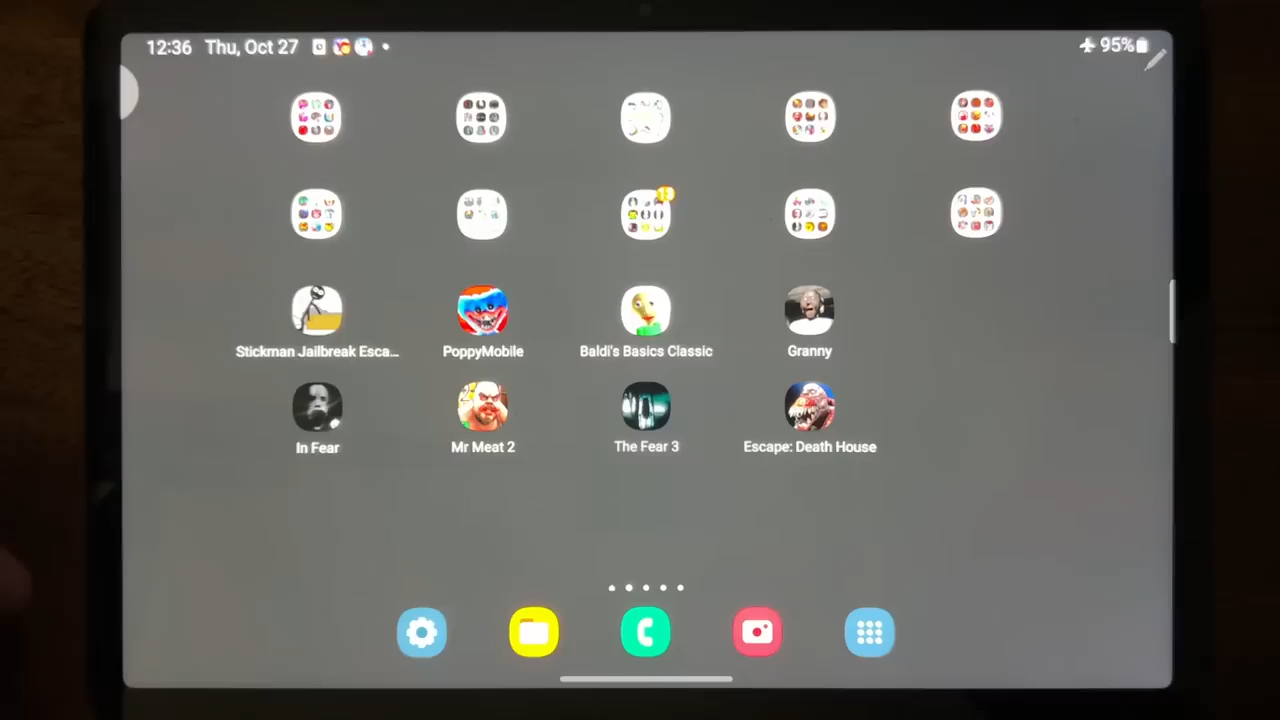 12:36 Thu, Oct 27
95%
Stickman Jailbreak Esca...
PoppyMobile
Baldi's Basics Classic
Granny
In Fear
Mr Meat 2
The Fear 3
Escape: Death House